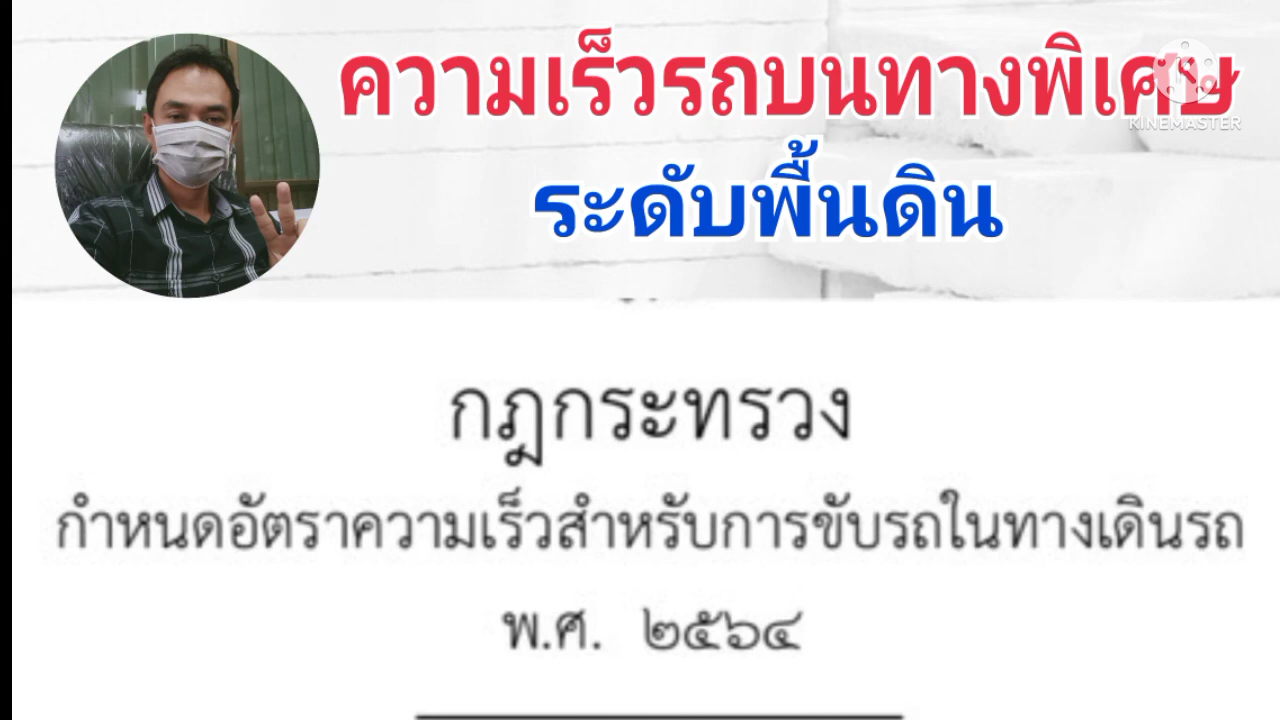 ความเร็วรถบนทางพิเศษ
KINEMASTER
ระดับพื้นดิน
กฎกระทรวง
กำหนดอัตราความเร็วสำหรับการขับรถในทางเดินรถ
พ.ศ. ๒๕๖๔